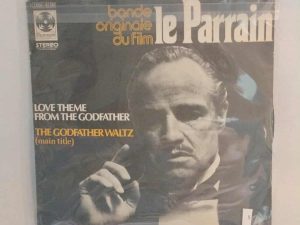 STEREO
bande
originale
du film
le Parrain
LOVE THEME
FROM THE GODFATHER
THE GODFATHER WALTZ
(main title)